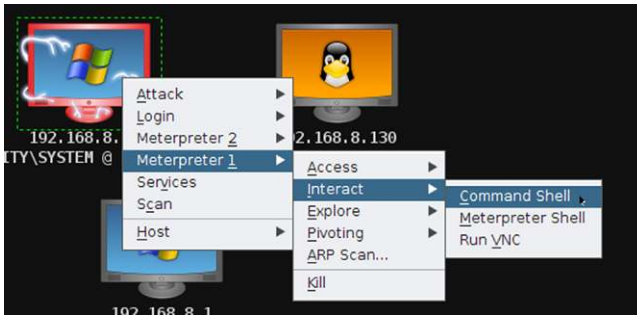 192.168.8.
ITY\SYSTEM @
2.168.8.130
192.168.8.1
Attack
Login
Meterpreter 2
Meterpreter 1
Services
Scan
Host
Access
Interact
Explore
Pivoting
ARP Scan...
Kill
Command Shell
Meterpreter Shell
Run VNC